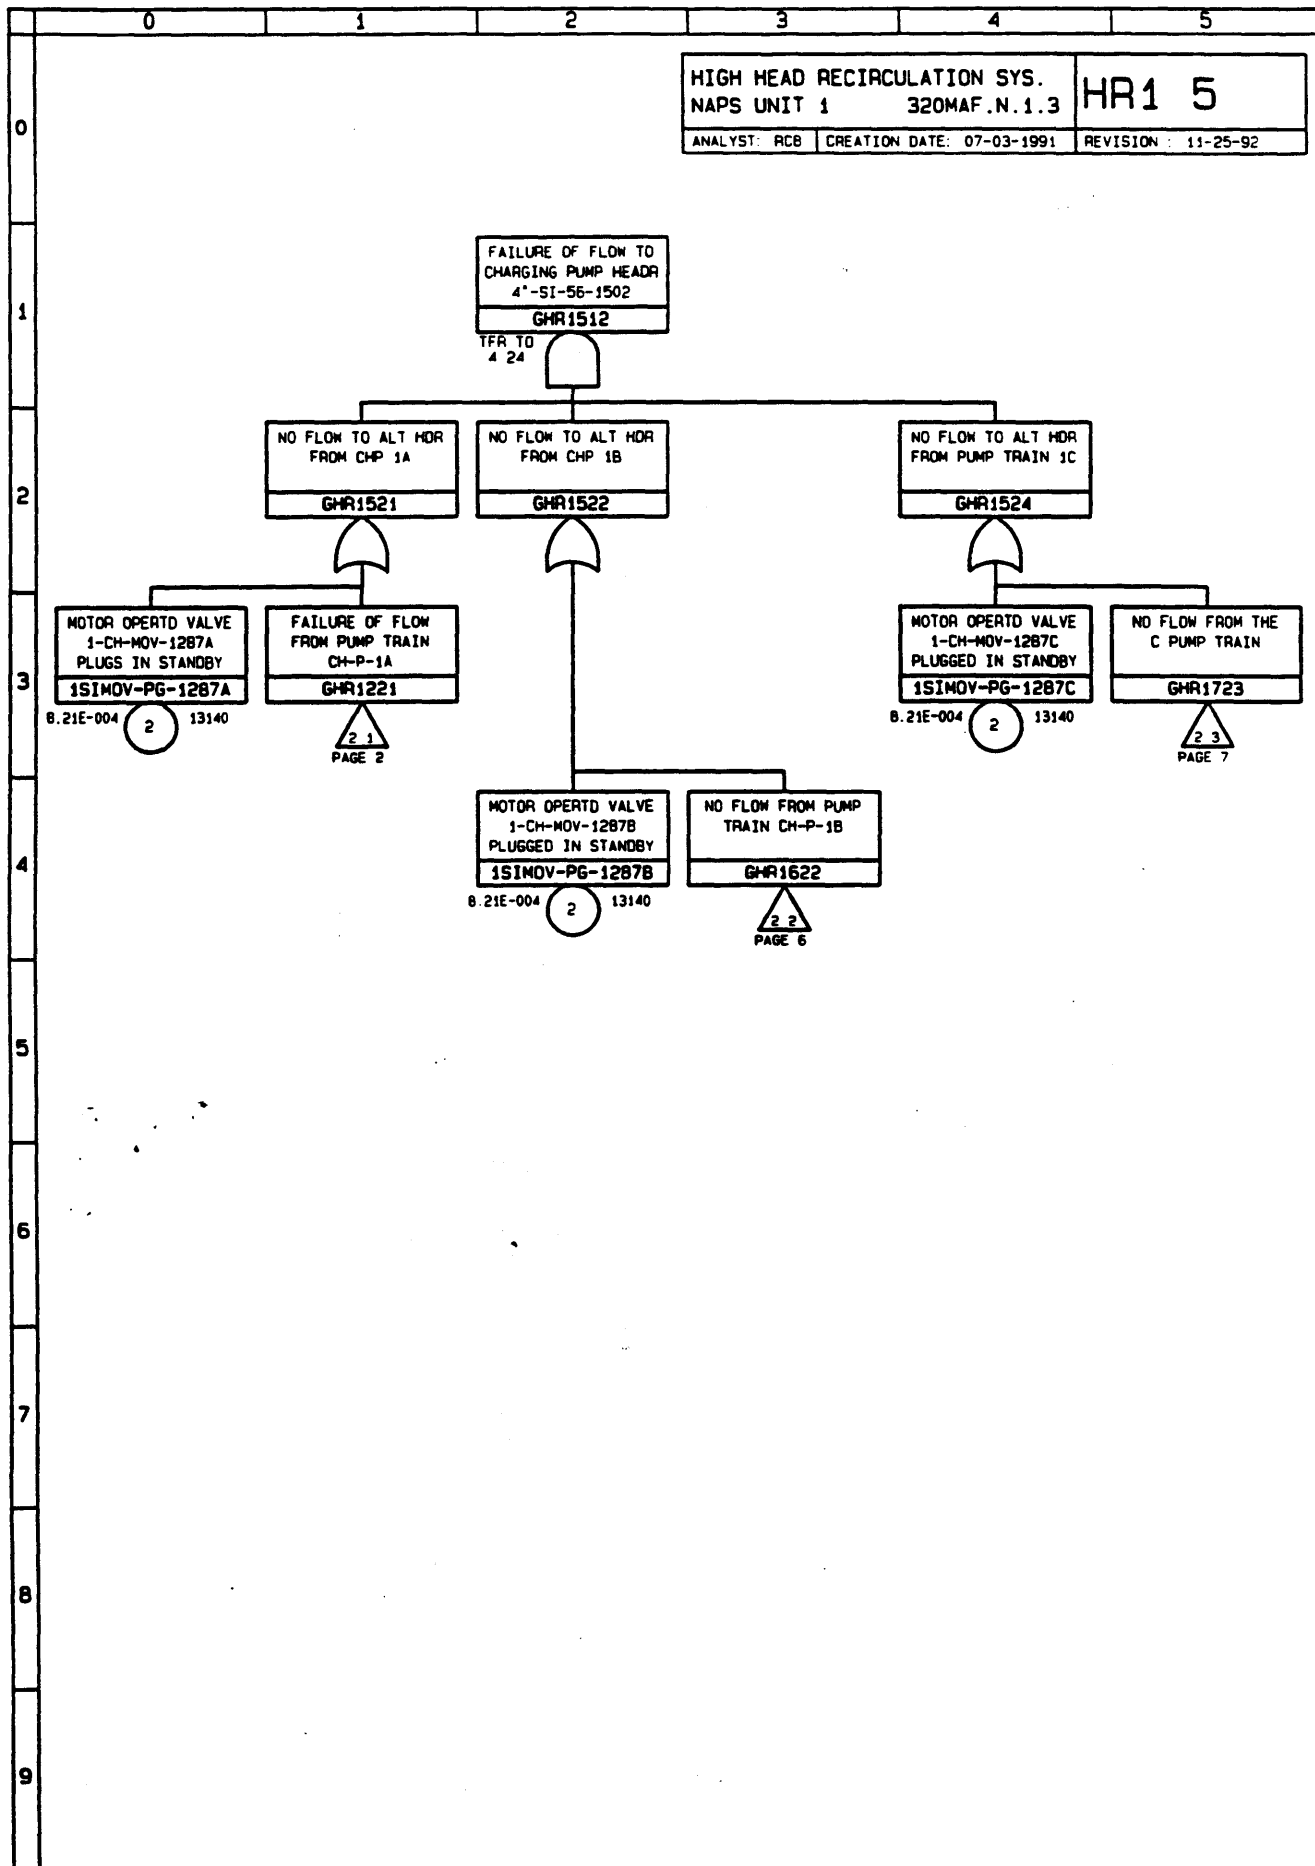 0 1 2 3 4 5
HIGH HEAD RECIRCULATION SYS.
NAPS UNIT 1 320MAF.N.1.3
HR1 5
ANALYST: RCB CREATION DATE: 07-03-1991 REVISION : 11-25-92
0
1
2
3
4
5
6
7
8
9
FAILURE OF FLOW TO
CHARGING PUMP HEADR
4"-SI-56-1502
GHR1512
TFR TO
4 24
NO FLOW TO ALT HDR
FROM CHP 1A
GHR1521
NO FLOW TO ALT HDR
FROM CHP 1B
GHR1522
NO FLOW TO ALT HDR
FROM PUMP TRAIN 1C
GHR1524
MOTOR OPERTD VALVE
1-CH-MOV-1287A
PLUGS IN STANDBY
1SIMOV-PG-1287A
8.21E-004 2 13140
FAILURE OF FLOW
FROM PUMP TRAIN
CH-P-1A
GHR1221
2 1
PAGE 2
MOTOR OPERTD VALVE
1-CH-MOV-1287C
PLUGGED IN STANDBY
1SIMOV-PG-1287C
8.21E-004 2 13140
NO FLOW FROM THE
C PUMP TRAIN
GHR1723
2 3
PAGE 7
MOTOR OPERTD VALVE
1-CH-MOV-1287B
PLUGGED IN STANDBY
1SIMOV-PG-1287B
8.21E-004 2 13140
NO FLOW FROM PUMP
TRAIN CH-P-1B
GHR1622
2 2
PAGE 6